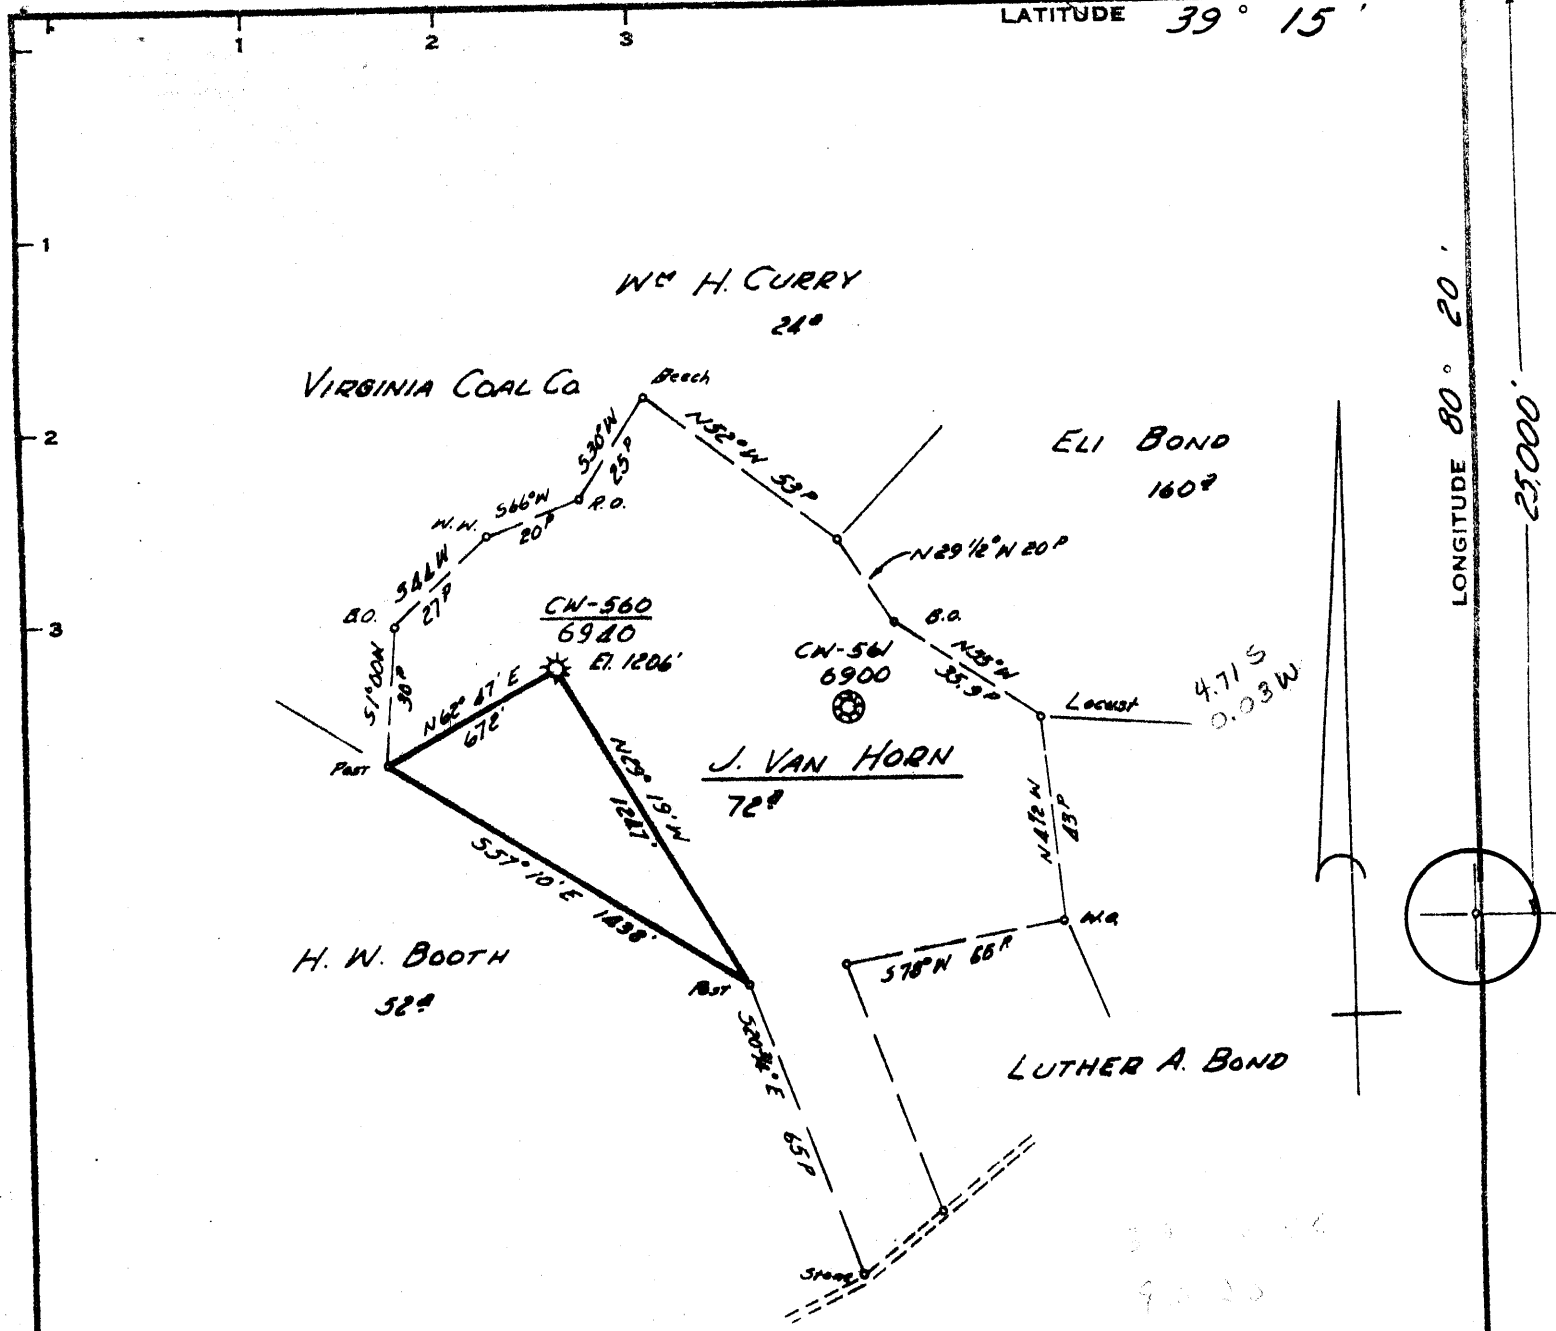 LATITUDE 39° 15'
1 2 3
1
2
3
LONGITUDE 80° 20'
25,000'
Wm H. CURRY
24a
VIRGINIA COAL Co
Beech
S30°W
25P
N52°W 53P
ELI BOND
160a
R.O.
S66°W
20P
W.W.
S44W
27P
N29½°W 20P
B.O.
B.O.
CW-560
6940
El. 1206'
CW-561
6900
N55°W
35.9P
S1°00W
30P
N62° 47' E
672'
Locust
4.71 S
0.03 W
Post
N29° 19' W
1247'
J. VAN HORN
72a
N4½W
43P
S57° 10' E 1438'
W.O.
S78°W 66P
H. W. BOOTH
52a
Post
S20¾°E 65P
LUTHER A. BOND
Stone